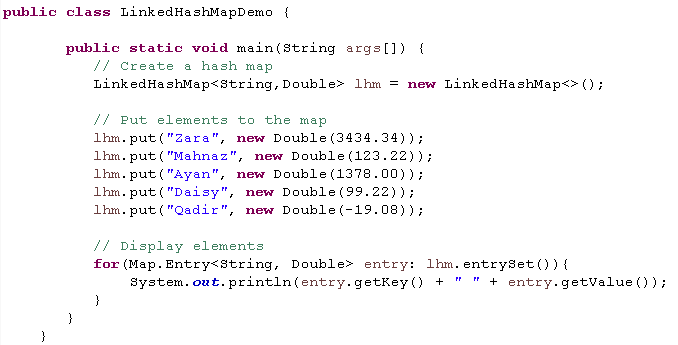 public class LinkedHashMapDemo {
public static void main(String args[]) {
// Create a hash map
LinkedHashMap<String,Double> lhm = new LinkedHashMap<>();
// Put elements to the map
lhm.put("Zara", new Double(3434.34));
lhm.put("Mahnaz", new Double(123.22));
lhm.put("Ayan", new Double(1378.00));
lhm.put("Daisy", new Double(99.22));
lhm.put("Qadir", new Double(-19.08));
// Display elements
for(Map.Entry<String, Double> entry: lhm.entrySet()){
System.out.println(entry.getKey() + " " + entry.getValue());
}
}
}